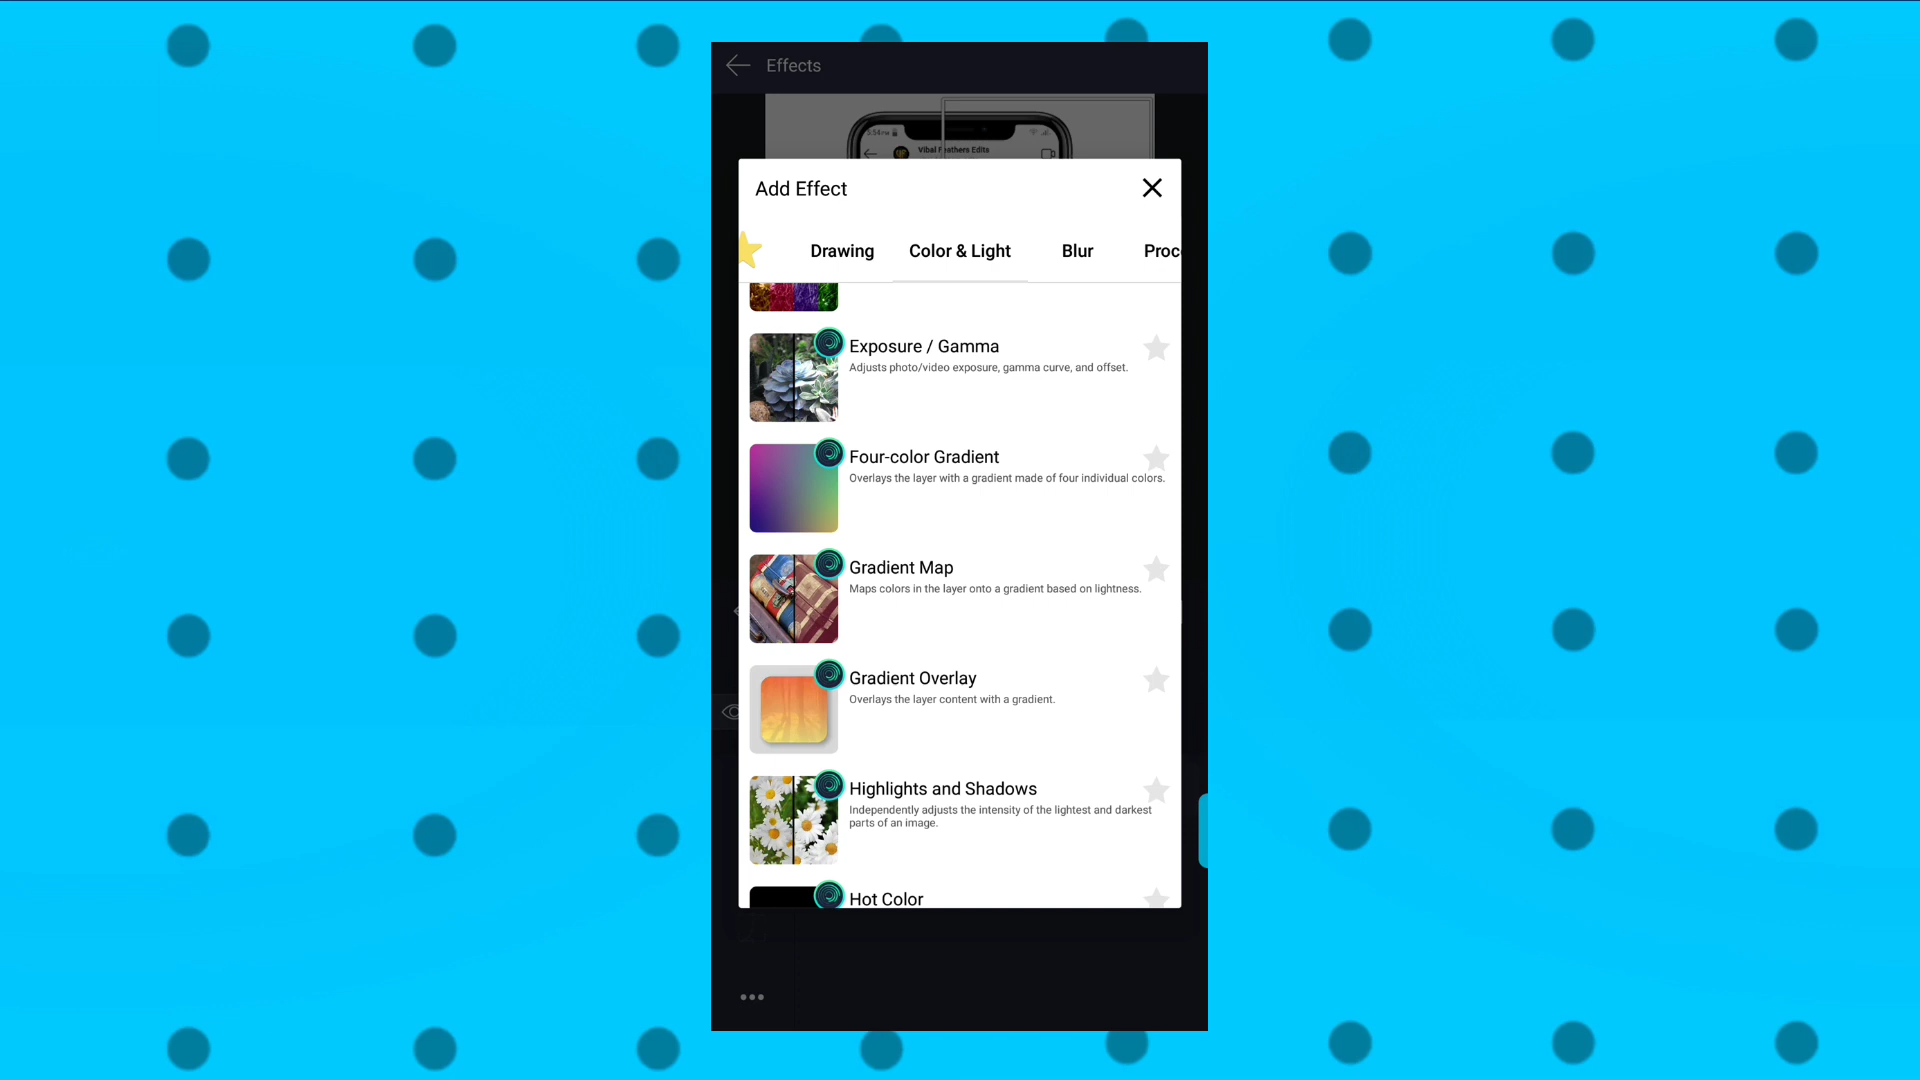 Effects
5:54 PM
Vibal Feathers Edits
Add Effect
Drawing
Color & Light
Blur
Proc
Exposure / Gamma
Adjusts photo/video exposure, gamma curve, and offset.
Four-color Gradient
Overlays the layer with a gradient made of four individual colors.
Gradient Map
Maps colors in the layer onto a gradient based on lightness.
Gradient Overlay
Overlays the layer content with a gradient.
Highlights and Shadows
Independently adjusts the intensity of the lightest and darkest
parts of an image.
Hot Color